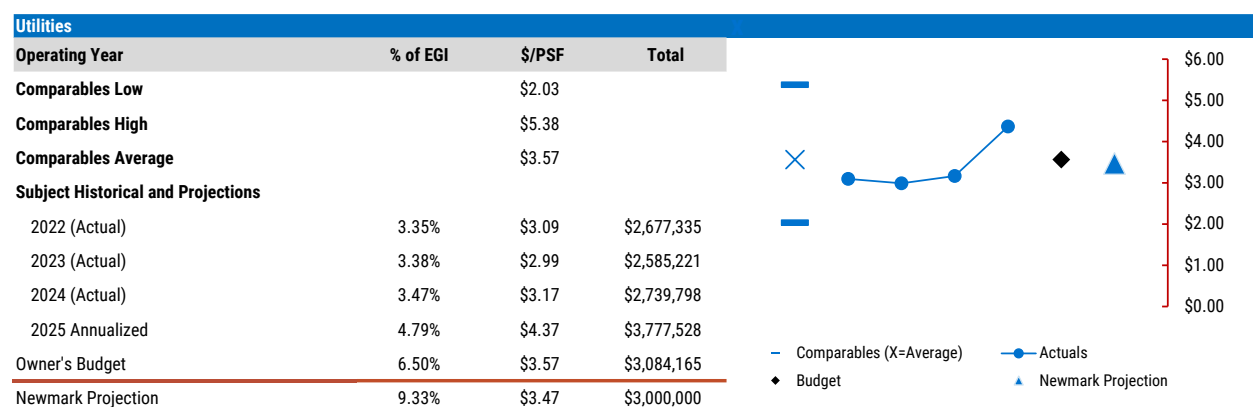 Utilities
Operating Year % of EGI $/PSF Total
Comparables Low $2.03
Comparables High $5.38
Comparables Average $3.57
Subject Historical and Projections
2022 (Actual) 3.35% $3.09 $2,677,335
2023 (Actual) 3.38% $2.99 $2,585,221
2024 (Actual) 3.47% $3.17 $2,739,798
2025 Annualized 4.79% $4.37 $3,777,528
Owner's Budget 6.50% $3.57 $3,084,165
Newmark Projection 9.33% $3.47 $3,000,000
$6.00
$5.00
$4.00
$3.00
$2.00
$1.00
$0.00
Comparables (X=Average) Actuals
Budget Newmark Projection